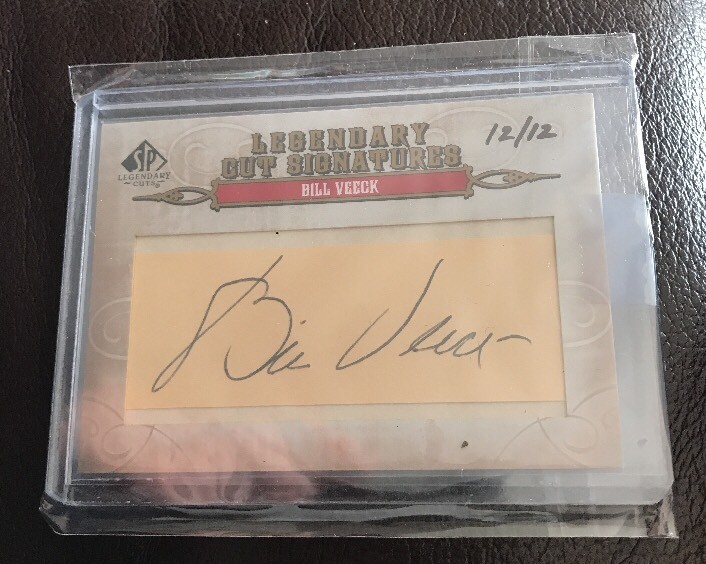 LEGENDARY
CUT SIGNATURES
12/12
SP
LEGENDARY
CUTS
BILL VEECK
Bill Veeck